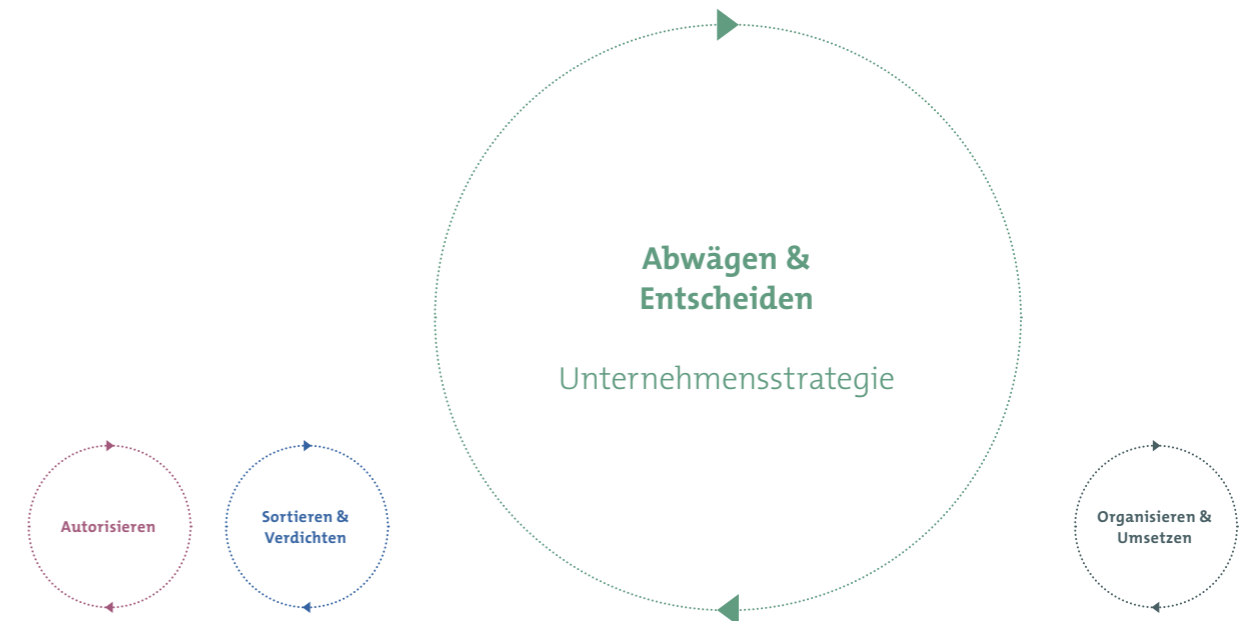 Abwägen &
Entscheiden
Unternehmensstrategie
Autorisieren
Sortieren &
Verdichten
Organisieren &
Umsetzen